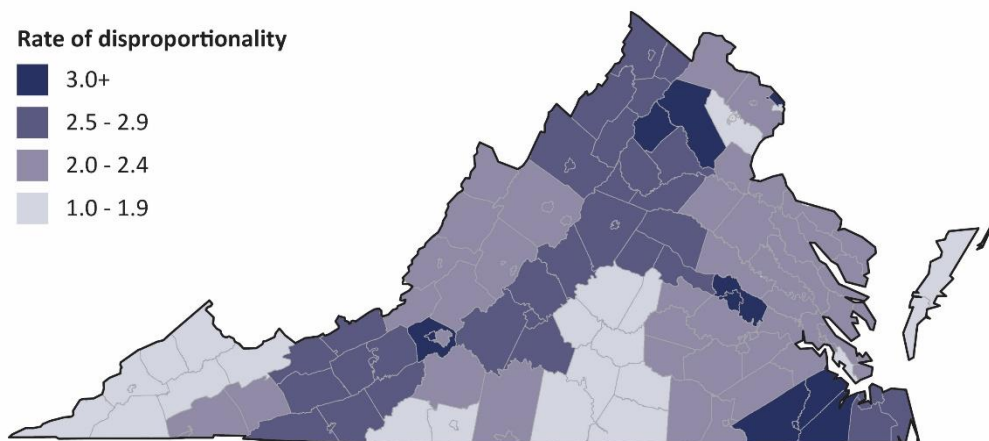 Rate of disproportionality
3.0+
2.5 - 2.9
2.0 - 2.4
1.0 - 1.9